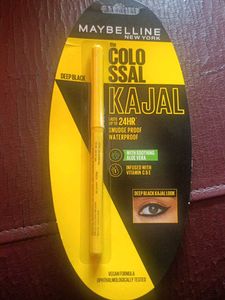 MAYBELLINE
NEW YORK
THE
COLO
SSAL
KAJAL
DEEP BLACK
LASTS
UP TO 24HR*
SMUDGE PROOF
WATERPROOF
WITH SOOTHING
ALOE VERA
INFUSED WITH
VITAMIN C & E
DEEP BLACK KAJAL LOOK
VEGAN FORMULA
OPHTHALMOLOGICALLY TESTED